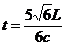 t = 5√6L / 6c